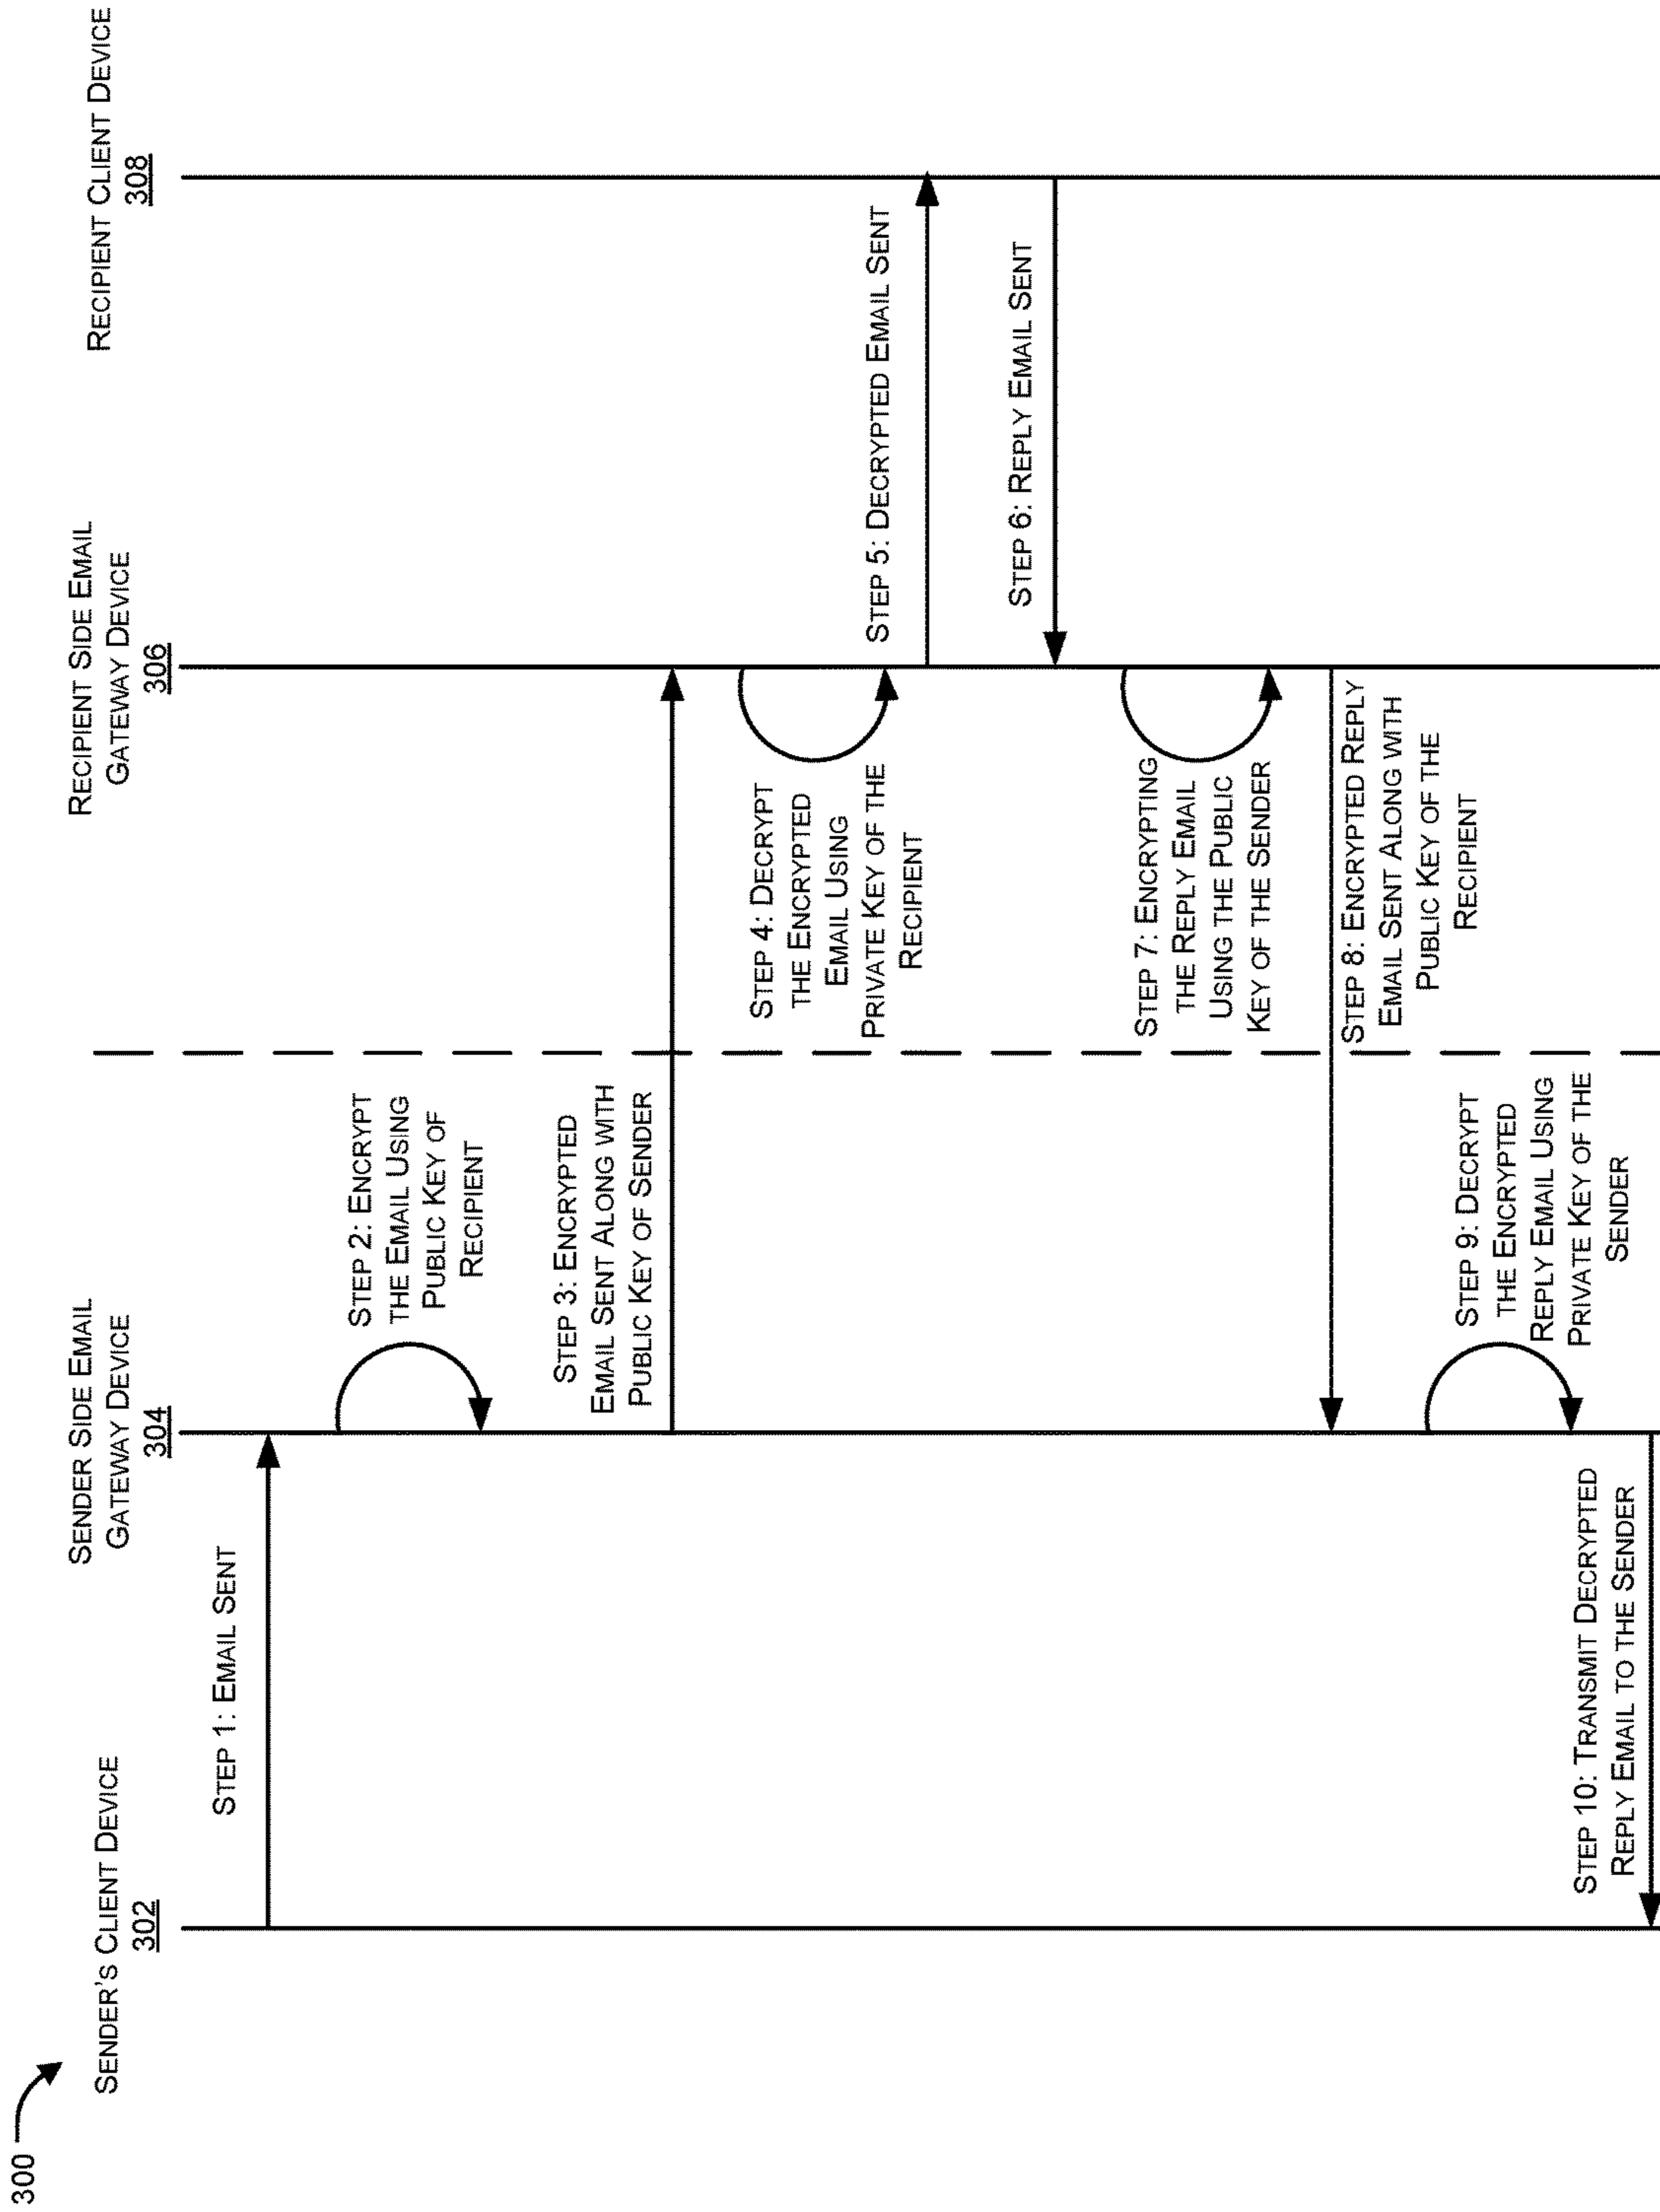 300
SENDER'S CLIENT DEVICE
302
SENDER SIDE EMAIL
GATEWAY DEVICE
304
RECIPIENT SIDE EMAIL
GATEWAY DEVICE
306
RECIPIENT CLIENT DEVICE
308
STEP 1: EMAIL SENT
STEP 2: ENCRYPT
THE EMAIL USING
PUBLIC KEY OF
RECIPIENT
STEP 3: ENCRYPTED
EMAIL SENT ALONG WITH
PUBLIC KEY OF SENDER
STEP 4: DECRYPT
THE ENCRYPTED
EMAIL USING
PRIVATE KEY OF THE
RECIPIENT
STEP 5: DECRYPTED EMAIL SENT
STEP 6: REPLY EMAIL SENT
STEP 7: ENCRYPTING
THE REPLY EMAIL
USING THE PUBLIC
KEY OF THE SENDER
STEP 8: ENCRYPTED REPLY
EMAIL SENT ALONG WITH
PUBLIC KEY OF THE
RECIPIENT
STEP 9: DECRYPT
THE ENCRYPTED
REPLY EMAIL USING
PRIVATE KEY OF THE
SENDER
STEP 10: TRANSMIT DECRYPTED
REPLY EMAIL TO THE SENDER